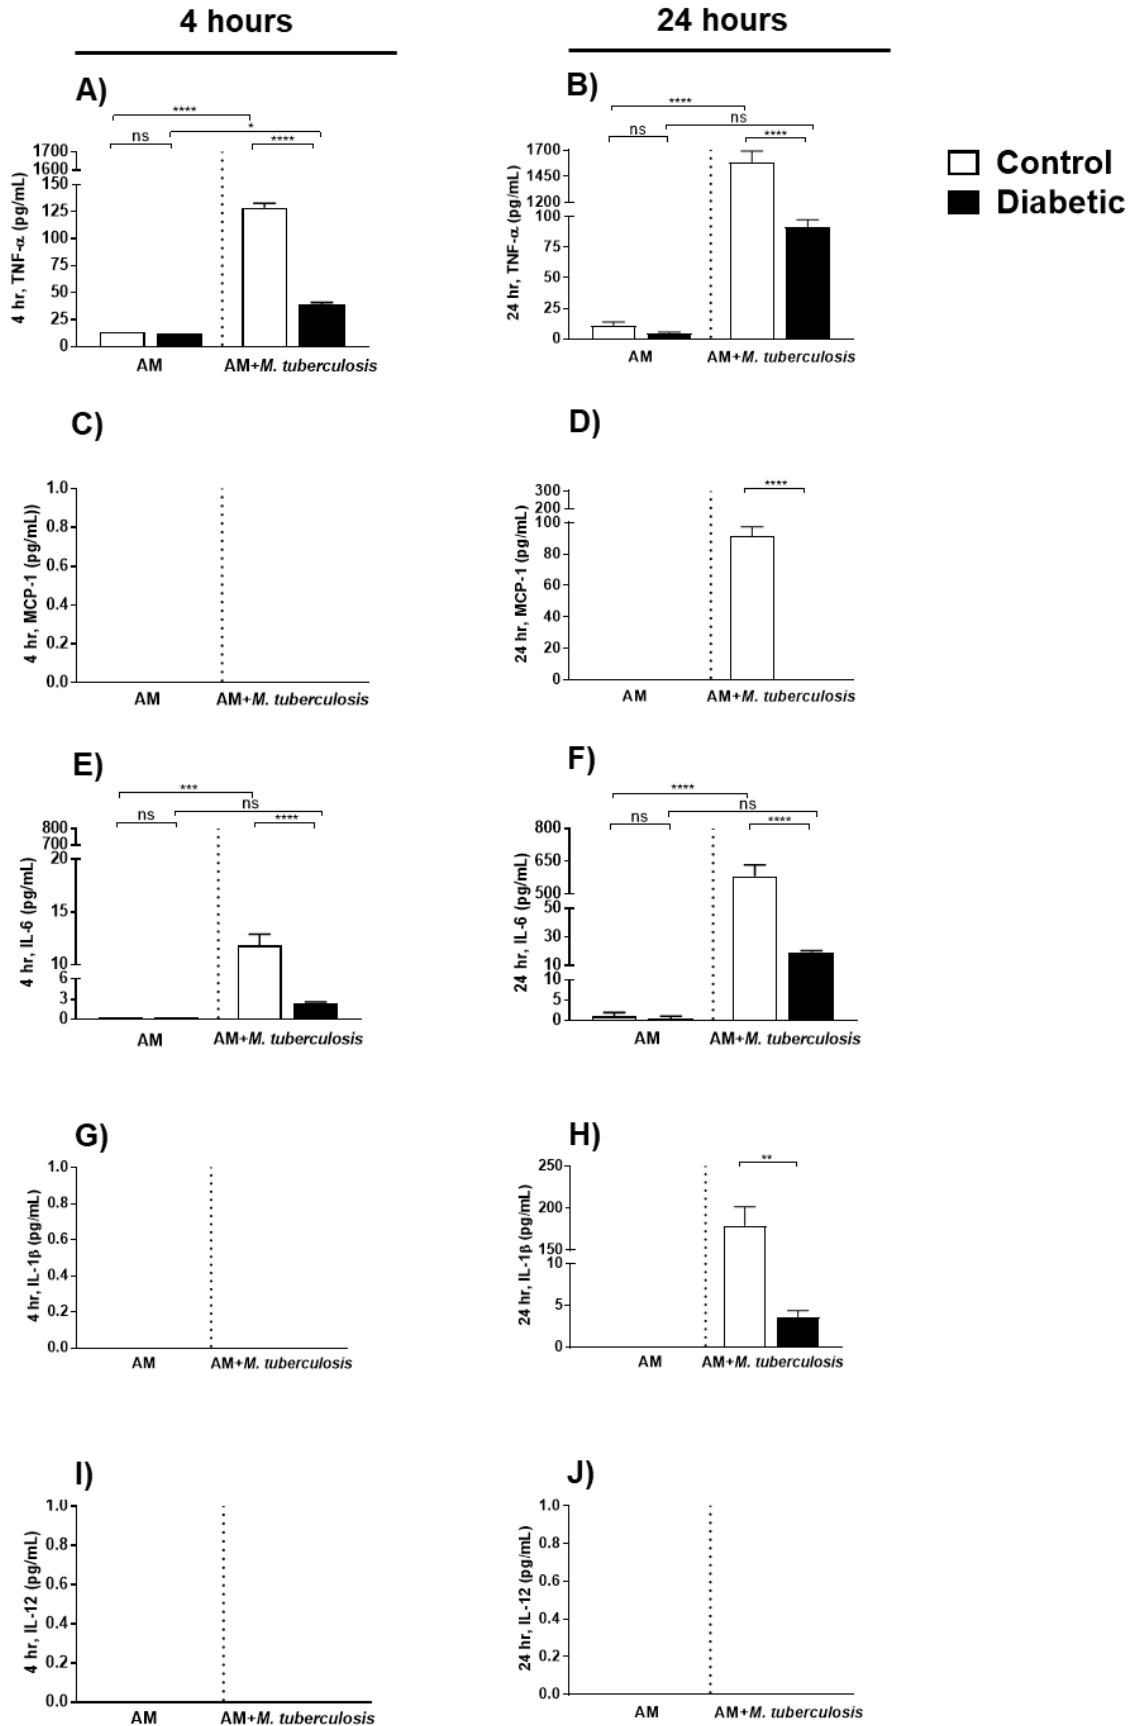 4 hours
24 hours
Control
Diabetic
A)
****
*
ns
****
1700
1600
150
125
100
75
50
25
0
4 hr, TNF-α (pg/mL)
AM
AM+M. tuberculosis
B)
****
ns
ns
****
1700
1450
1200
100
75
50
25
0
24 hr, TNF-α (pg/mL)
AM
AM+M. tuberculosis
C)
1.0
0.8
0.6
0.4
0.2
0.0
4 hr, MCP-1 (pg/mL))
AM
AM+M. tuberculosis
D)
****
300
200
100
80
60
40
20
0
24 hr, MCP-1 (pg/mL)
AM
AM+M. tuberculosis
E)
***
ns
ns
****
800
700
20
15
10
6
3
0
4 hr, IL-6 (pg/mL)
AM
AM+M. tuberculosis
F)
****
ns
ns
****
800
650
500
50
30
10
10
5
0
24 hr, IL-6 (pg/mL)
AM
AM+M. tuberculosis
G)
1.0
0.8
0.6
0.4
0.2
0.0
4 hr, IL-1β (pg/mL)
AM
AM+M. tuberculosis
H)
**
250
200
150
10
5
0
24 hr, IL-1β (pg/mL)
AM
AM+M. tuberculosis
I)
1.0
0.8
0.6
0.4
0.2
0.0
4 hr, IL-12 (pg/mL)
AM
AM+M. tuberculosis
J)
1.0
0.8
0.6
0.4
0.2
0.0
24 hr, IL-12 (pg/mL)
AM
AM+M. tuberculosis